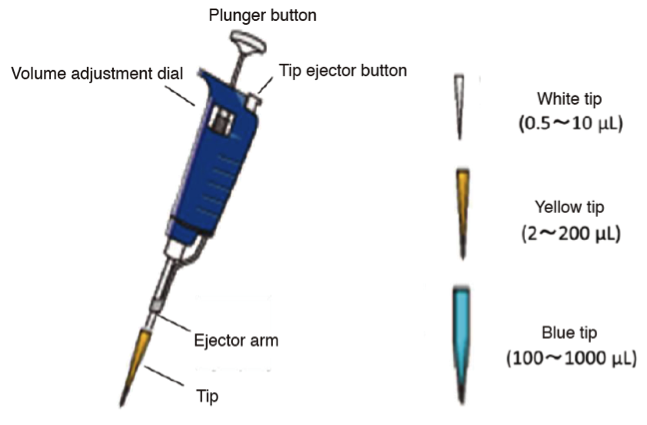 Plunger button
Volume adjustment dial
Tip ejector button
Ejector arm
Tip
White tip
(0.5～10 µL)
Yellow tip
(2～200 µL)
Blue tip
(100～1000 µL)